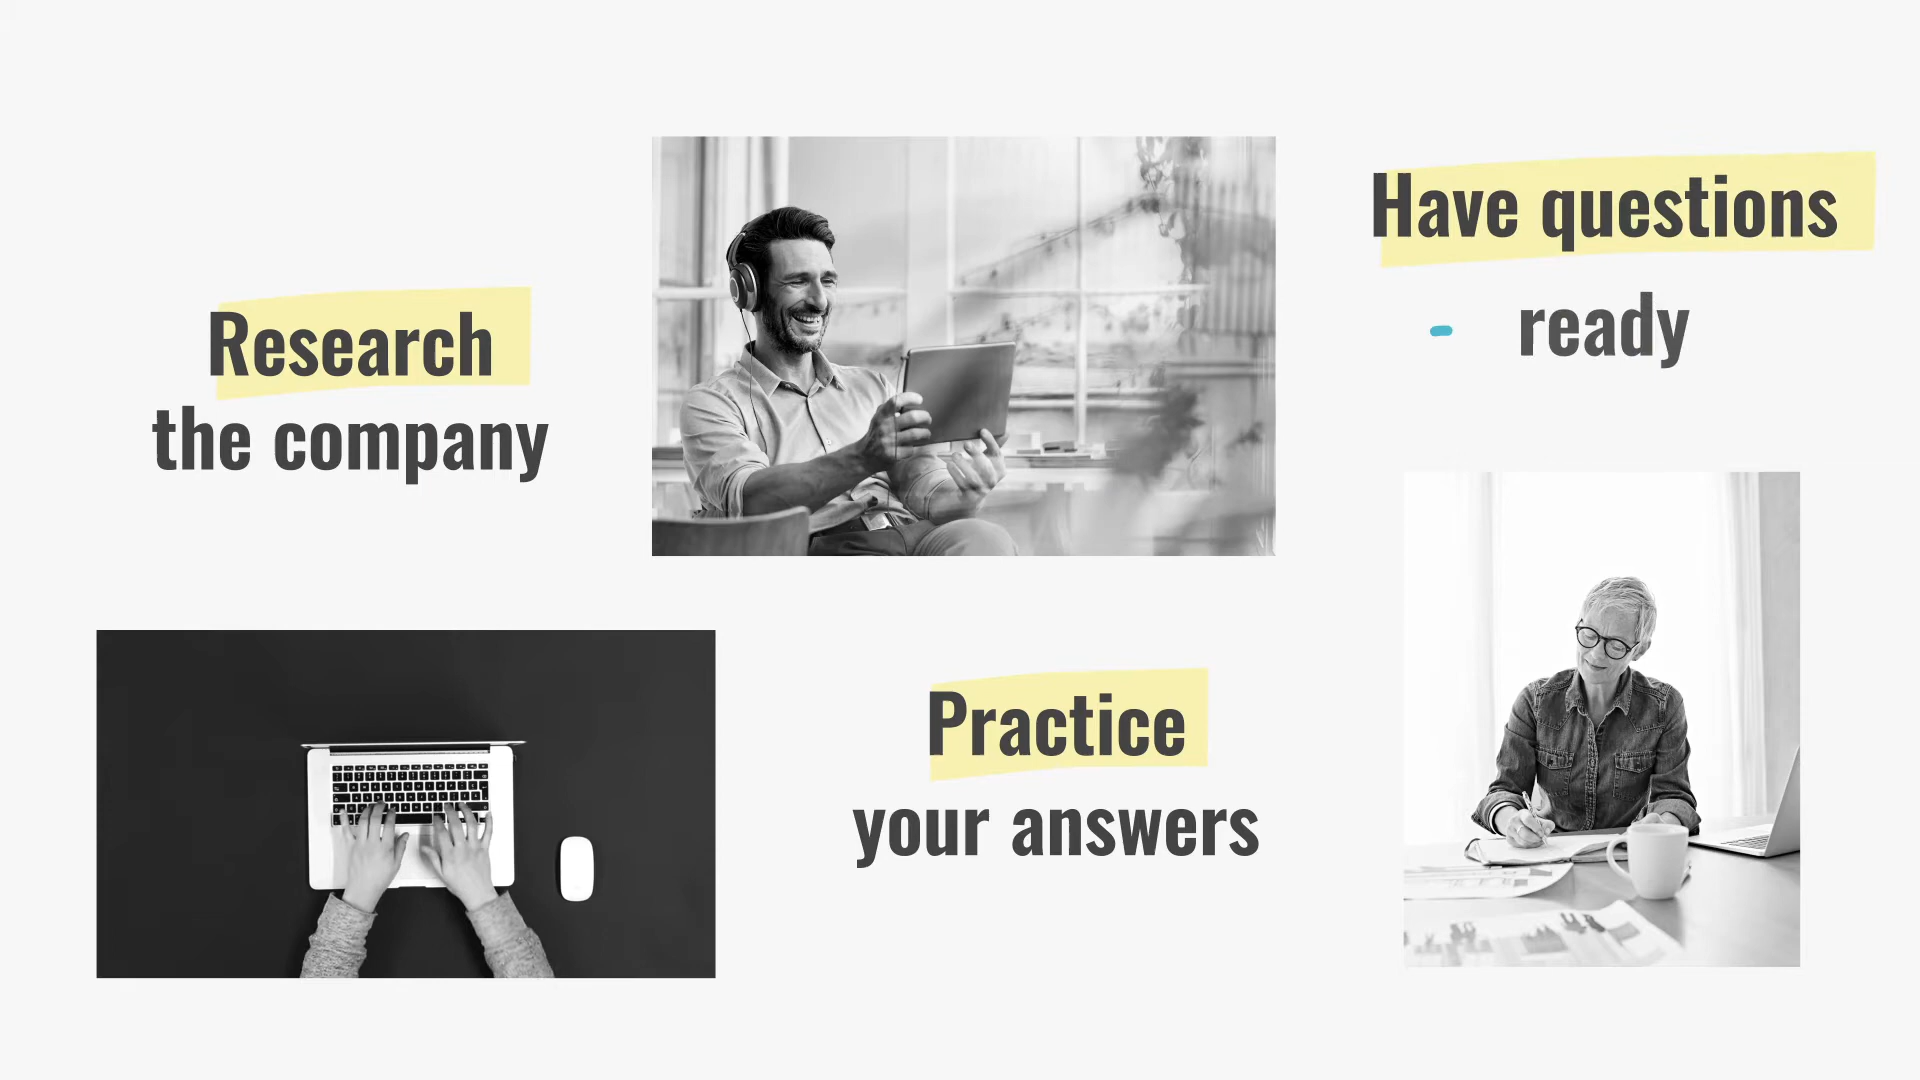 Research
the company
Practice
your answers
Have questions
ready